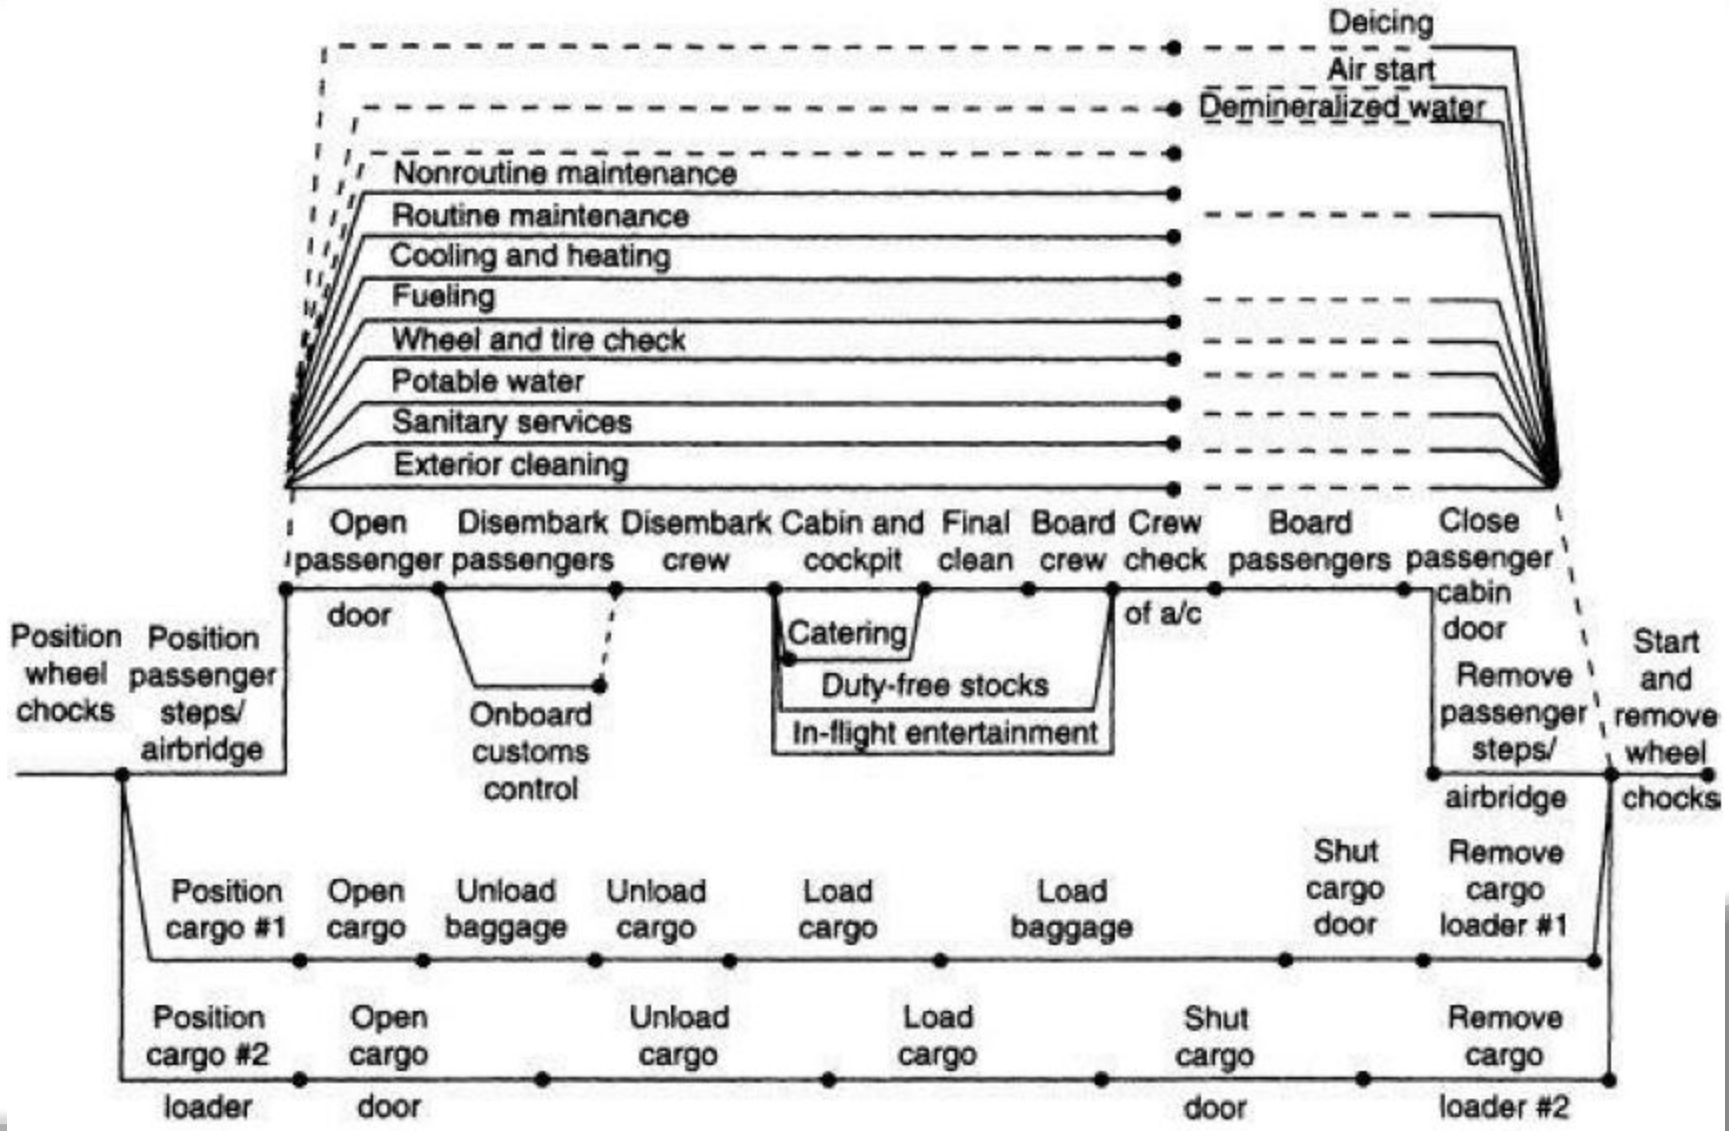 Deicing
Air start
Demineralized water
Nonroutine maintenance
Routine maintenance
Cooling and heating
Fueling
Wheel and tire check
Potable water
Sanitary services
Exterior cleaning
Open
passenger
door
Disembark
passengers
Disembark
crew
Cabin and
cockpit
Final
clean
Board
crew
Crew
check
of a/c
Board
passengers
Close
passenger
cabin
door
Position
wheel
chocks
Position
passenger
steps/
airbridge
Onboard
customs
control
Catering
Duty-free stocks
In-flight entertainment
Remove
passenger
steps/
airbridge
Start
and
remove
wheel
chocks
Position
cargo #1
Open
cargo
Unload
baggage
Unload
cargo
Load
cargo
Load
baggage
Shut
cargo
door
Remove
cargo
loader #1
Position
cargo #2
loader
Open
cargo
door
Unload
cargo
Load
cargo
Shut
cargo
door
Remove
cargo
loader #2